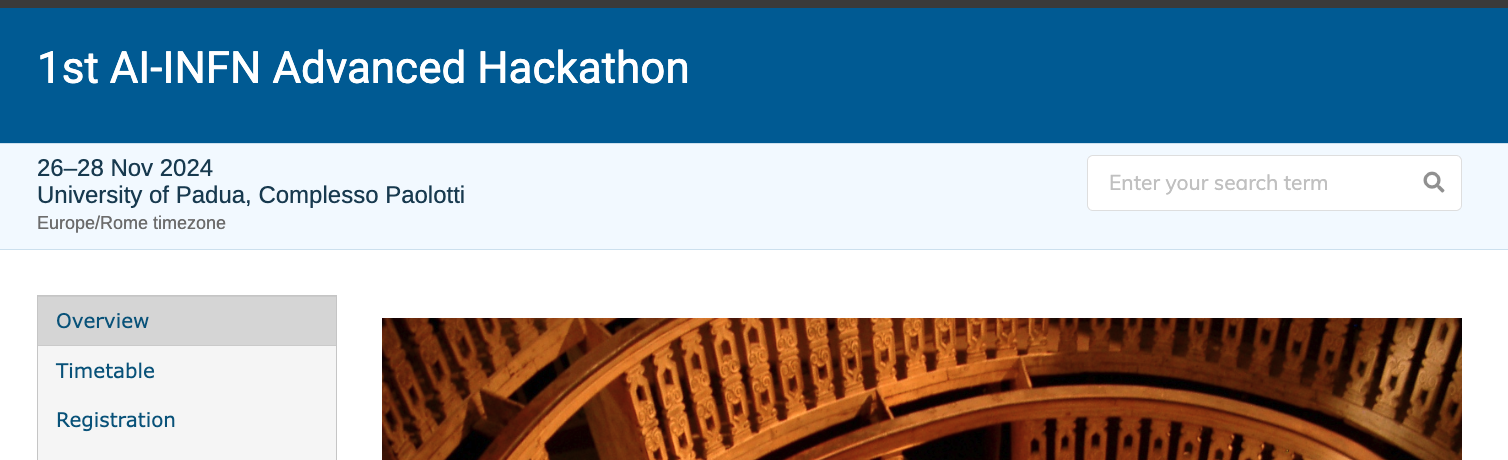 1st AI-INFN Advanced Hackathon
26–28 Nov 2024
University of Padua, Complesso Paolotti
Europe/Rome timezone
Enter your search term
Overview
Timetable
Registration